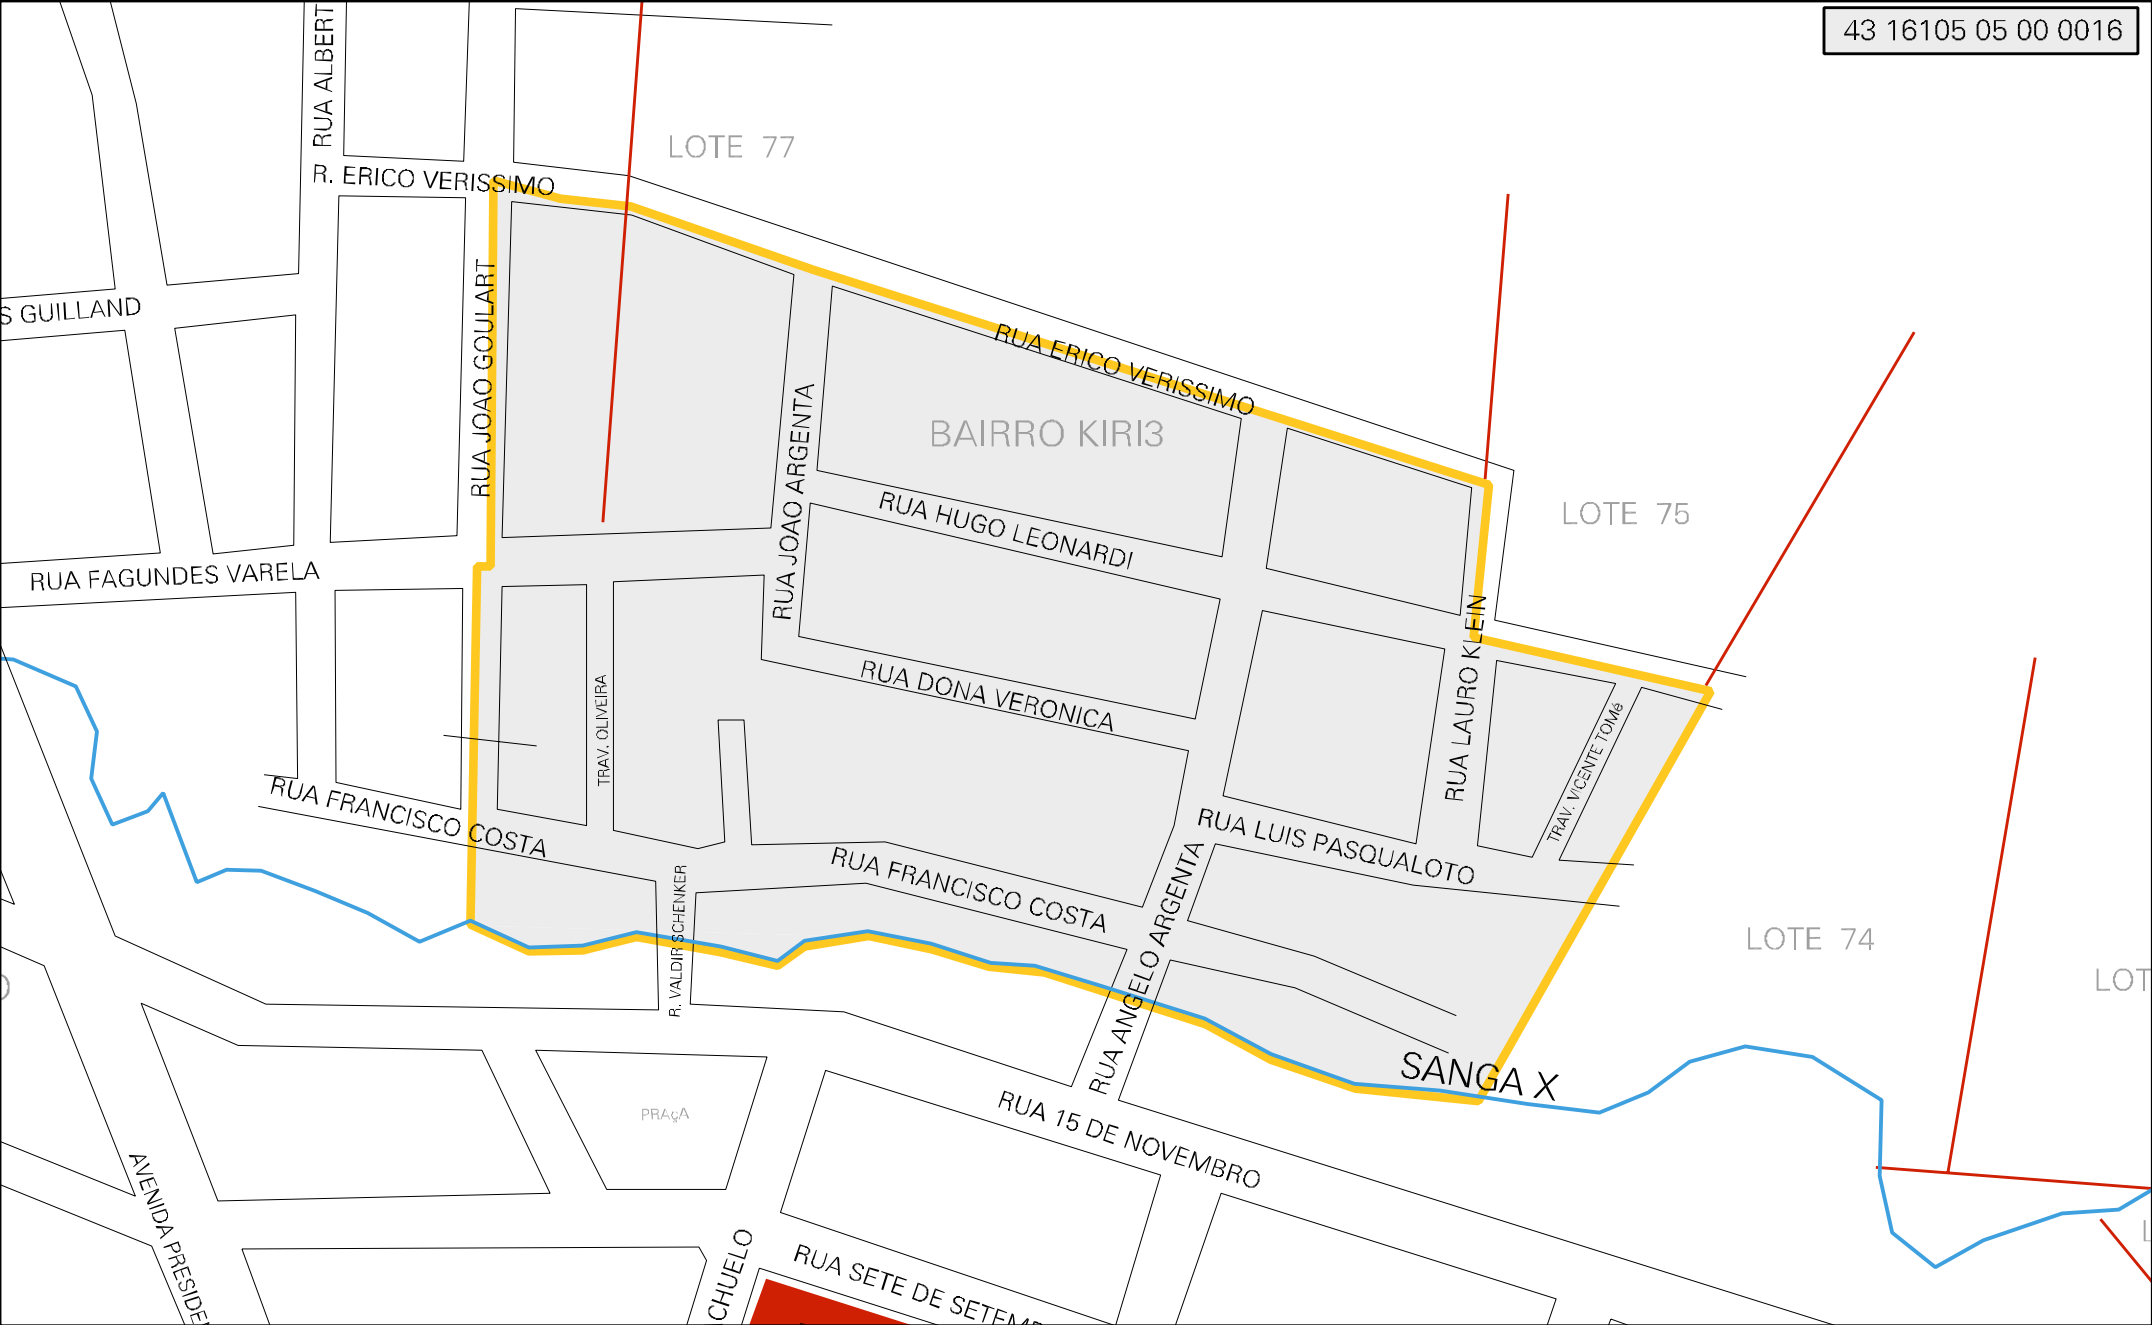 43 16105 05 00 0016
RUA ALBERT
LOTE 77
R. ERICO VERISSIMO
S GUILLAND
RUA JOAO GOULART
RUA ERICO VERISSIMO
BAIRRO KIRI3
RUA JOAO ARGENTA
RUA HUGO LEONARDI
LOTE 75
RUA FAGUNDES VARELA
RUA LAURO KLEIN
RUA DONA VERONICA
TRAV. OLIVEIRA
TRAV. VICENTE TOMé
RUA FRANCISCO COSTA
RUA LUIS PASQUALOTO
RUA FRANCISCO COSTA
R. VALDIR SCHENKER
RUA ANGELO ARGENTA
LOTE 74
LOT
SANGA X
PRAçA
RUA 15 DE NOVEMBRO
AVENIDA PRESIDE
CHUELO
RUA SETE DE SETEM